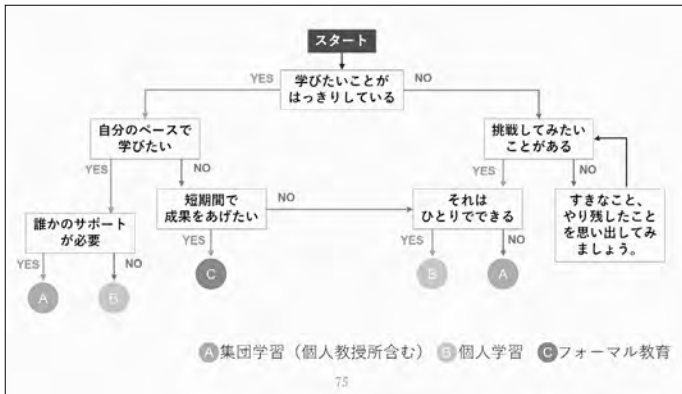 スタート
YES
NO
学びたいことが
はっきりしている
自分のペースで
学びたい
挑戦してみたい
ことがある
YES
NO
YES
NO
誰かのサポート
が必要
短期間で
成果をあげたい
NO
それは
ひとりでできる
すきなこと、
やり残したこと
を思い出してみ
ましょう。
YES
NO
YES
YES
NO
A
B
C
B
A
A 集団学習（個人教授所含む） B 個人学習 C フォーマル教育
75